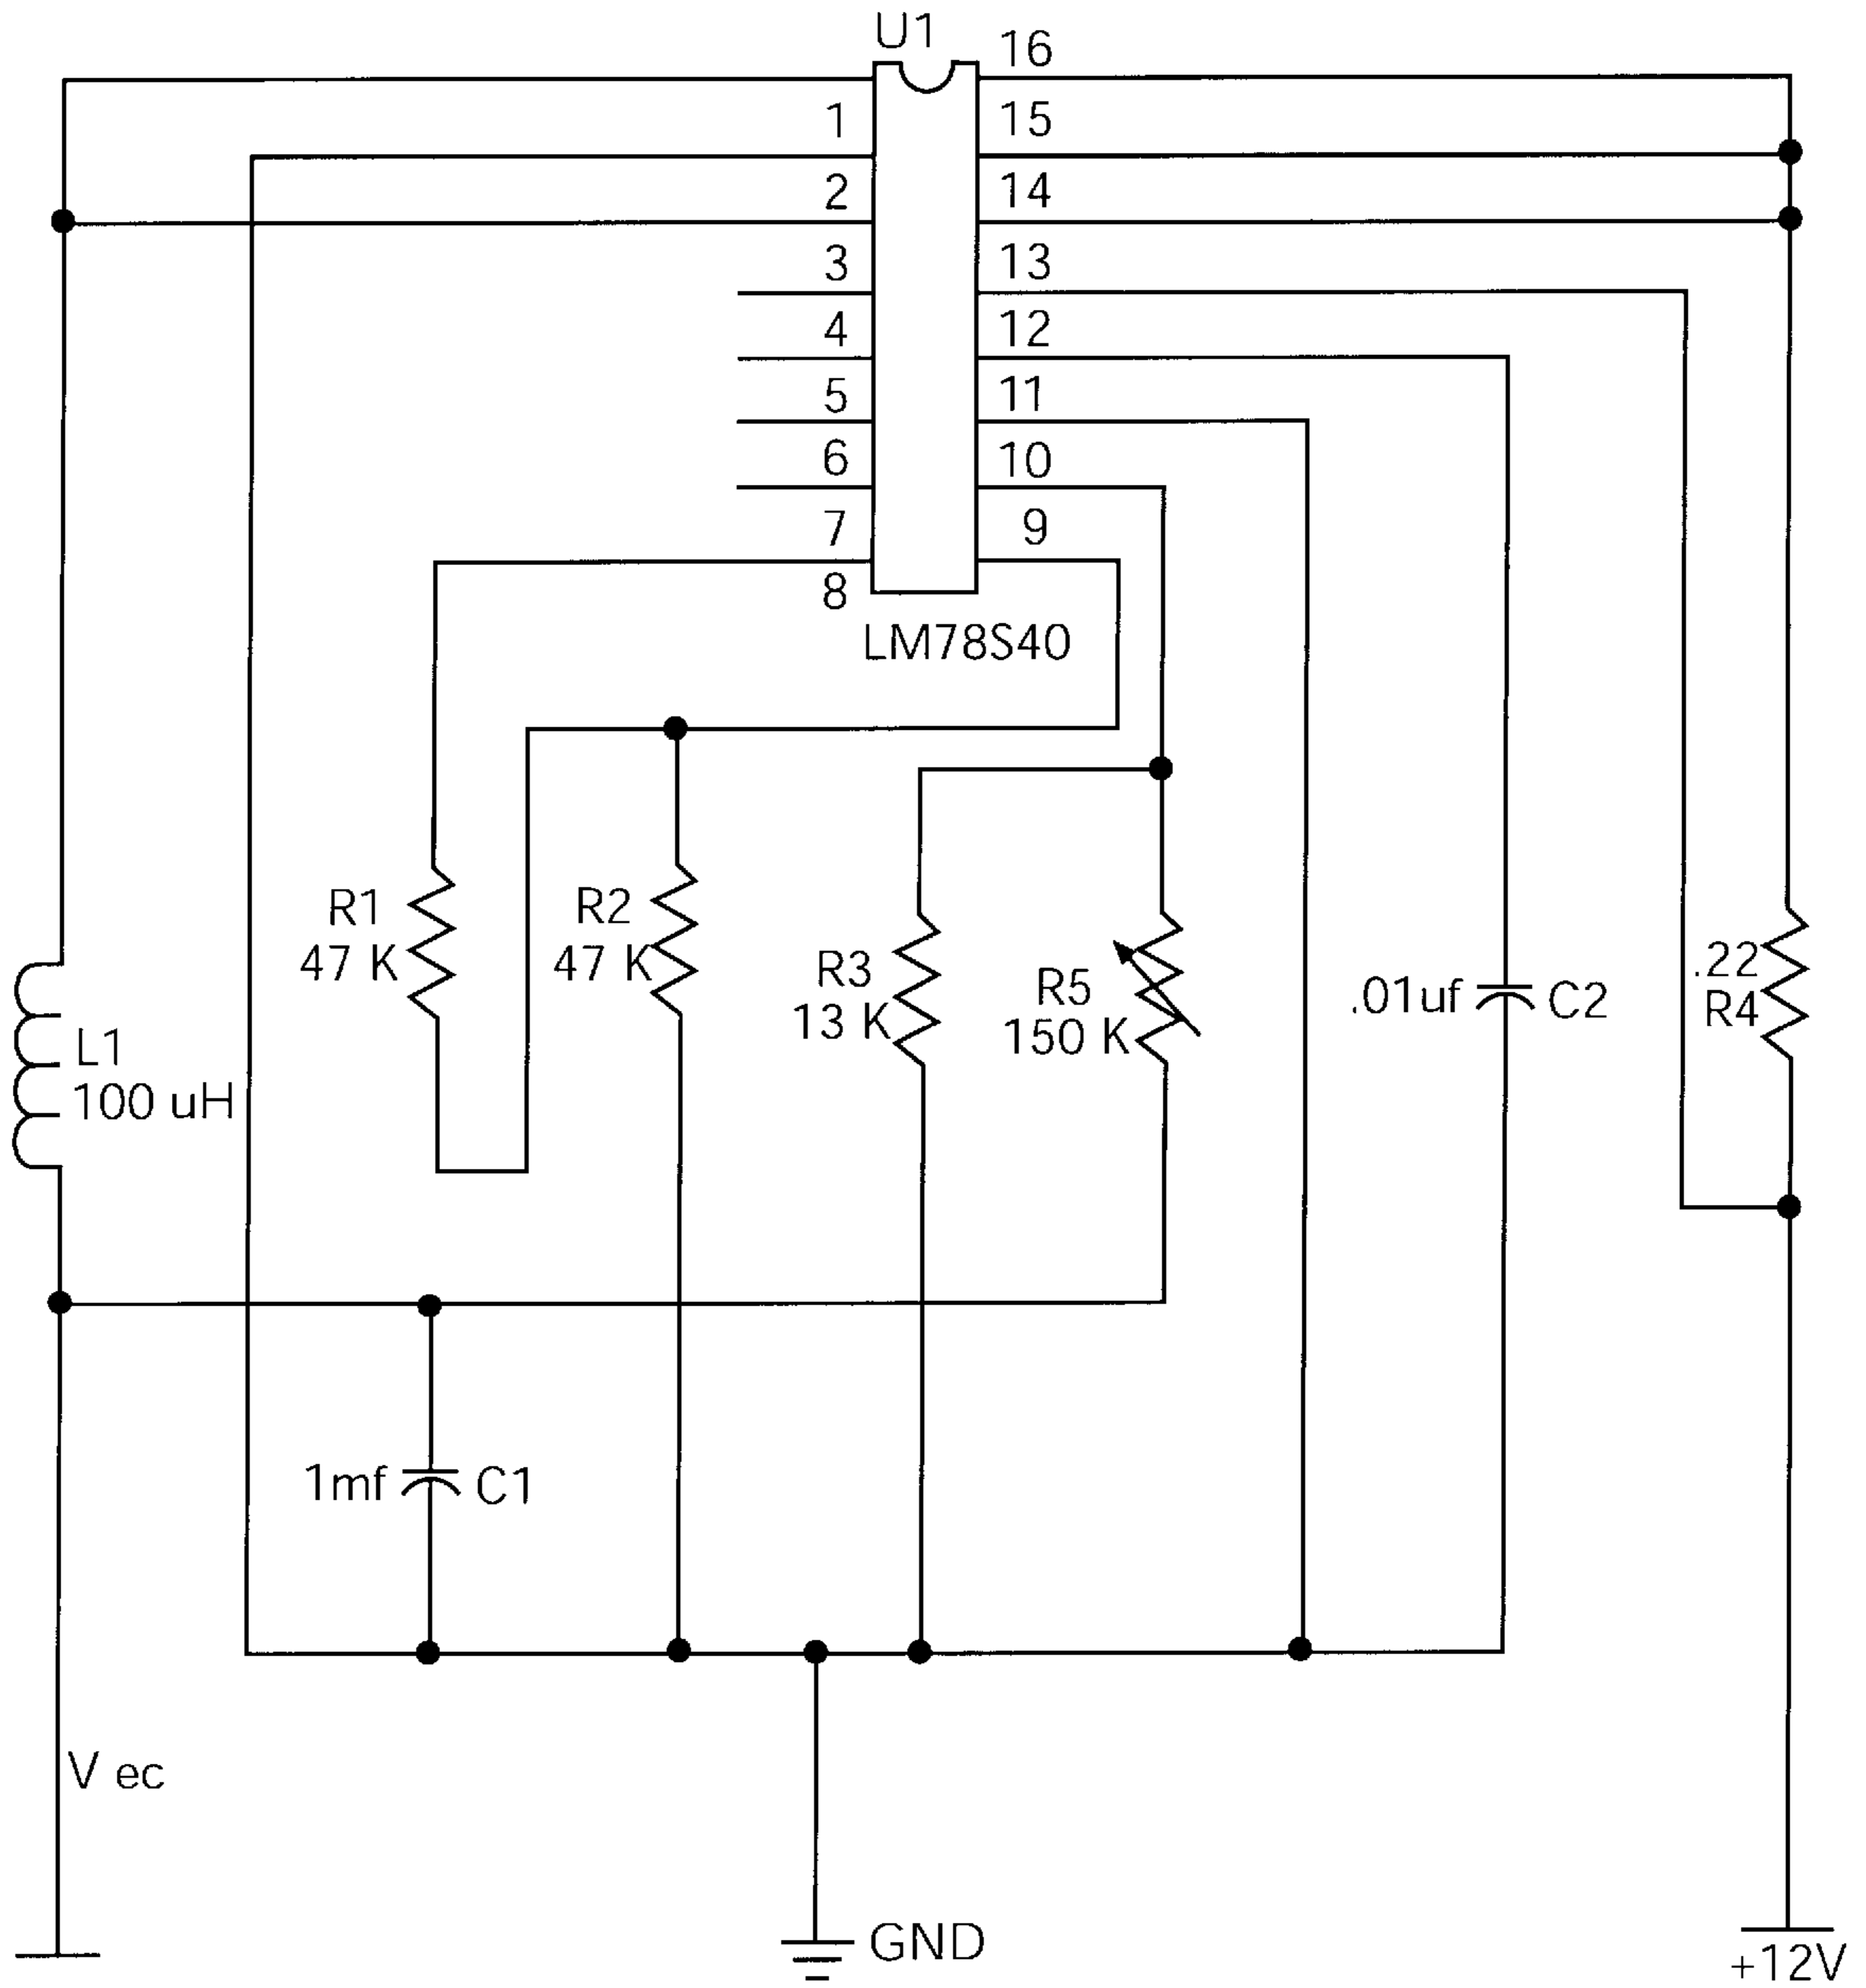 U1
16
1
15
2
14
3
13
4
12
5
11
6
10
7
9
8
LM78S40
R1
47 K
R2
47 K
R3
13 K
R5
150 K
.01uf
C2
.22
R4
L1
100 uH
1mf
C1
V ec
GND
+12V